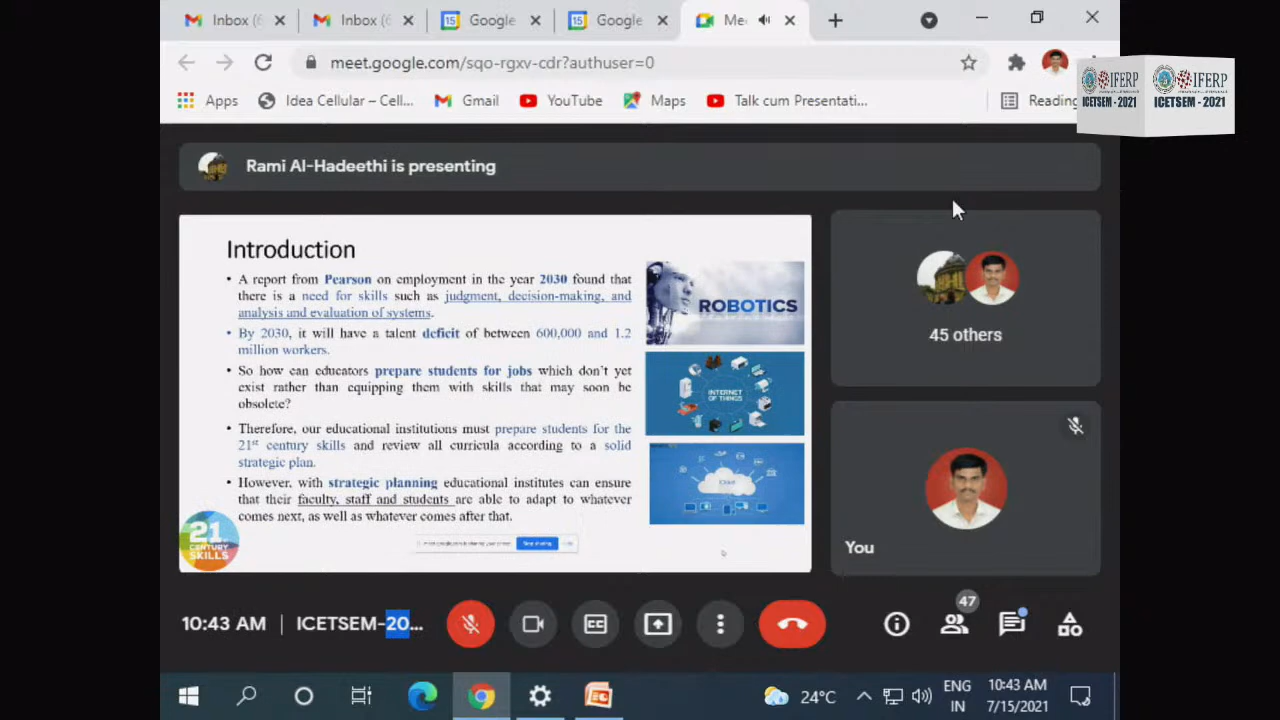 Inbox (6
Inbox (6
Google
Google
Me
meet.google.com/sqo-rgxv-cdr?authuser=0
Apps
Idea Cellular – Cell...
Gmail
YouTube
Maps
Talk cum Presentati...
Reading
IFERP
ICETSEM - 2021
IFERP
ICETSEM - 2021
Rami Al-Hadeethi is presenting
Introduction
• A report from Pearson on employment in the year 2030 found that
there is a need for skills such as judgment, decision-making, and
analysis and evaluation of systems.
• By 2030, it will have a talent deficit of between 600,000 and 1.2
million workers.
• So how can educators prepare students for jobs which don't yet
exist rather than equipping them with skills that may soon be
obsolete?
• Therefore, our educational institutions must prepare students for the
21st century skills and review all curricula according to a solid
strategic plan.
• However, with strategic planning educational institutes can ensure
that their faculty, staff and students are able to adapt to whatever
comes next, as well as whatever comes after that.
ROBOTICS
INTERNET
OF THINGS
21st
CENTURY
SKILLS
Stop sharing
45 others
You
10:43 AM | ICETSEM-20...
47
24°C
ENG
IN
10:43 AM
7/15/2021